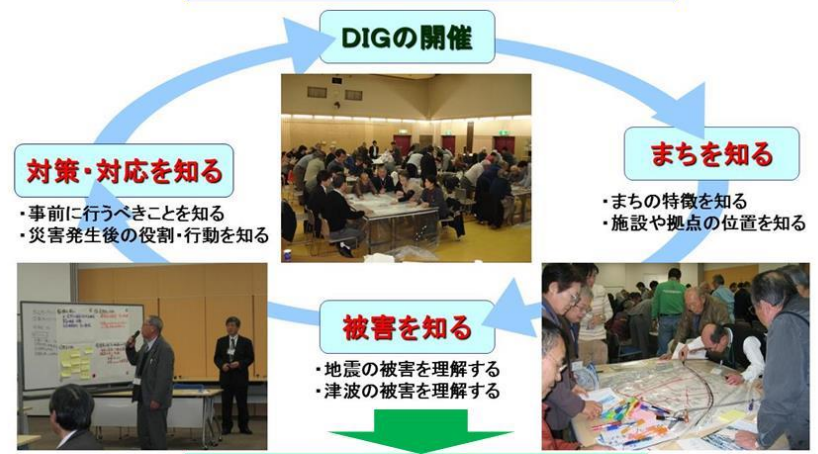 DIGの開催
まちを知る
・まちの特徴を知る
・施設や拠点の位置を知る
被害を知る
・地震の被害を理解する
・津波の被害を理解する
対策・対応を知る
・事前に行うべきことを知る
・災害発生後の役割・行動を知る